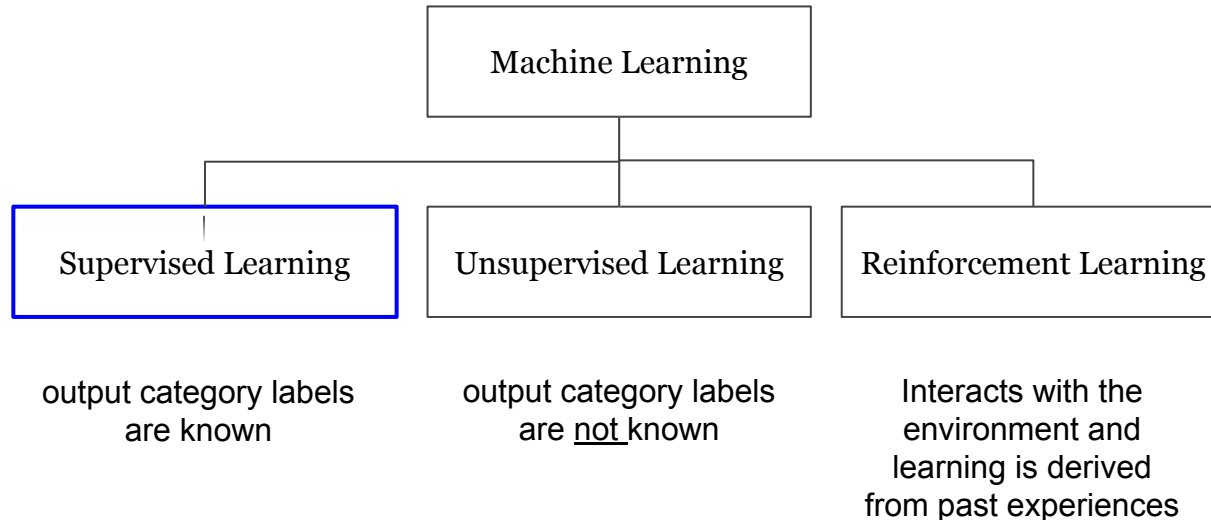 Machine Learning
Supervised Learning
Unsupervised Learning
Reinforcement Learning
output category labels
are known
output category labels
are not known
Interacts with the
environment and
learning is derived
from past experiences